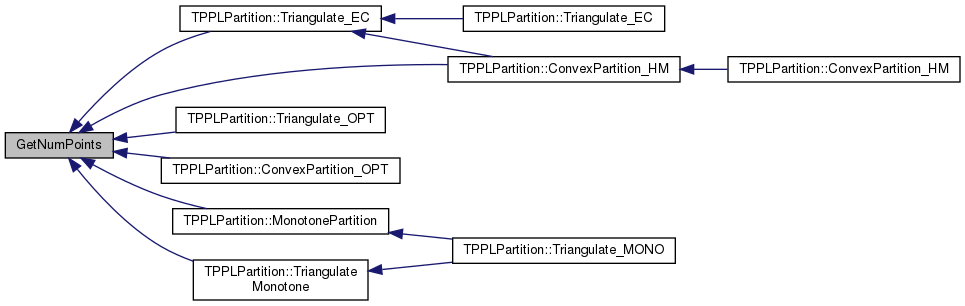 TPPLPartition::Triangulate_EC
TPPLPartition::Triangulate_EC
TPPLPartition::ConvexPartition_HM
TPPLPartition::ConvexPartition_HM
TPPLPartition::Triangulate_OPT
GetNumPoints
TPPLPartition::ConvexPartition_OPT
TPPLPartition::MonotonePartition
TPPLPartition::Triangulate_MONO
TPPLPartition::Triangulate
Monotone